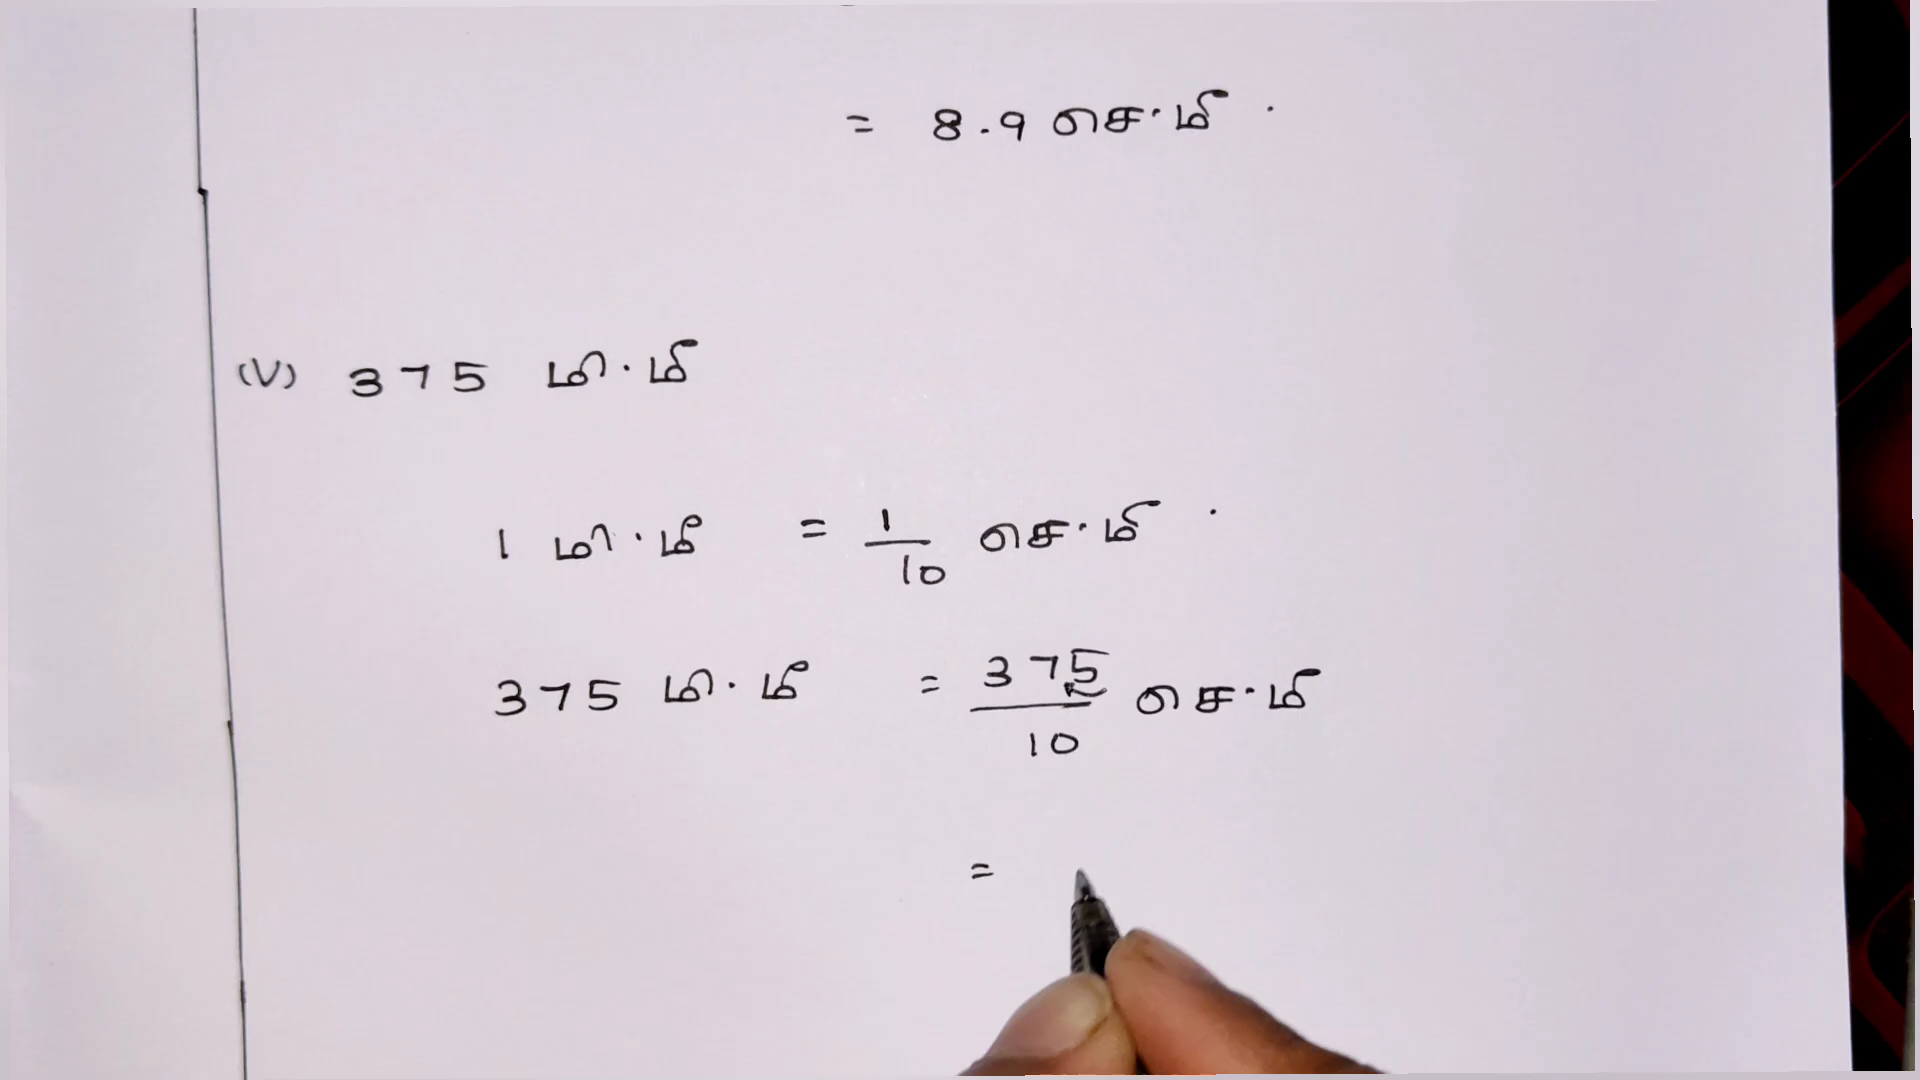 = 8.9 செ.மீ.
(V) 375 மி.மீ
1 மி.மீ = 1/10 செ.மீ.
375 மி.மீ = 375/10 செ.மீ
=